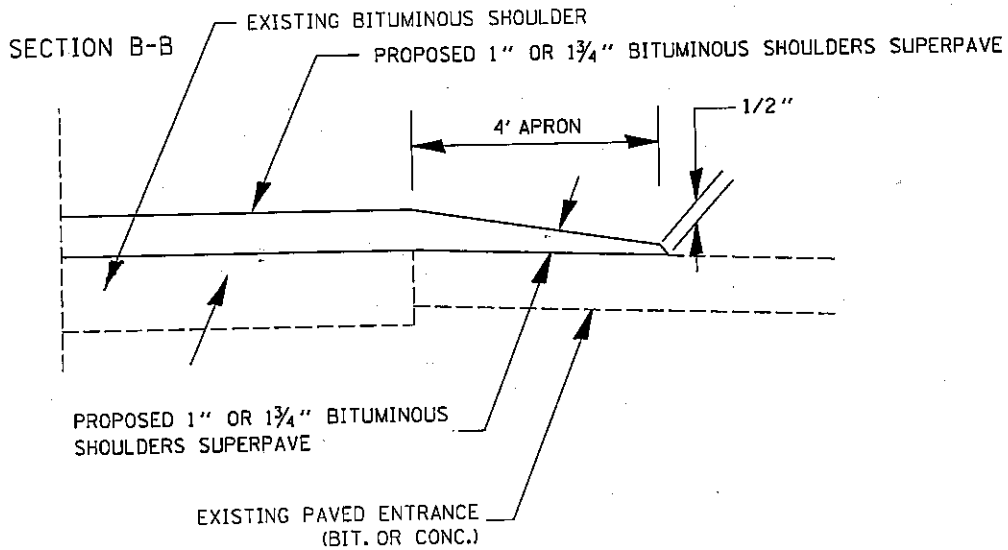 EXISTING BITUMINOUS SHOULDER
SECTION B-B
PROPOSED 1" OR 1¾" BITUMINOUS SHOULDERS SUPERPAVE
1/2"
4' APRON
PROPOSED 1" OR 1¾" BITUMINOUS
SHOULDERS SUPERPAVE
EXISTING PAVED ENTRANCE
(BIT. OR CONC.)